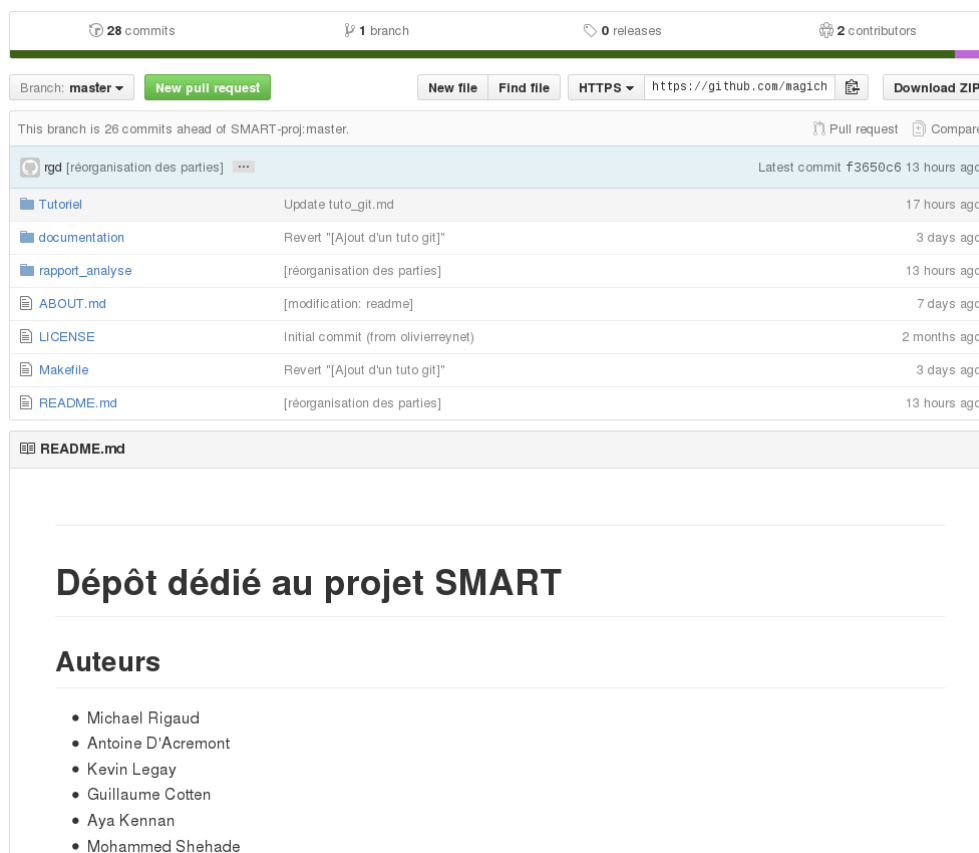 28 commits 1 branch 0 releases 2 contributors
Branch: master New pull request New file Find file HTTPS https://github.com/magich Download ZIP
This branch is 26 commits ahead of SMART-proj:master. Pull request Compare
rgd [réorganisation des parties] ... Latest commit f3650c6 13 hours ago
Tutoriel Update tuto_git.md 17 hours ago
documentation Revert "[Ajout d'un tuto git]" 3 days ago
rapport_analyse [réorganisation des parties] 13 hours ago
ABOUT.md [modification: readme] 7 days ago
LICENSE Initial commit (from olivierreynet) 2 months ago
Makefile Revert "[Ajout d'un tuto git]" 3 days ago
README.md [réorganisation des parties] 13 hours ago
README.md
Dépôt dédié au projet SMART
Auteurs
• Michael Rigaud
• Antoine D'Acremont
• Kevin Legay
• Guillaume Cotten
• Aya Kennan
• Mohammed Shehade